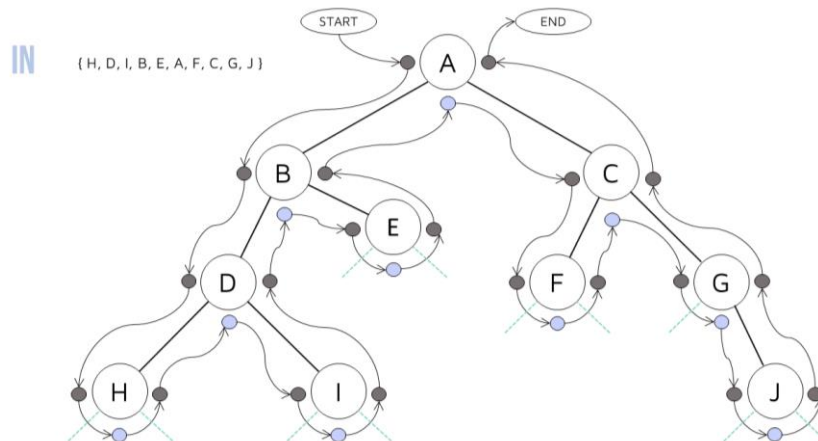 START
END
IN
{ H, D, I, B, E, A, F, C, G, J }
A
B
C
E
D
F
G
H
I
J